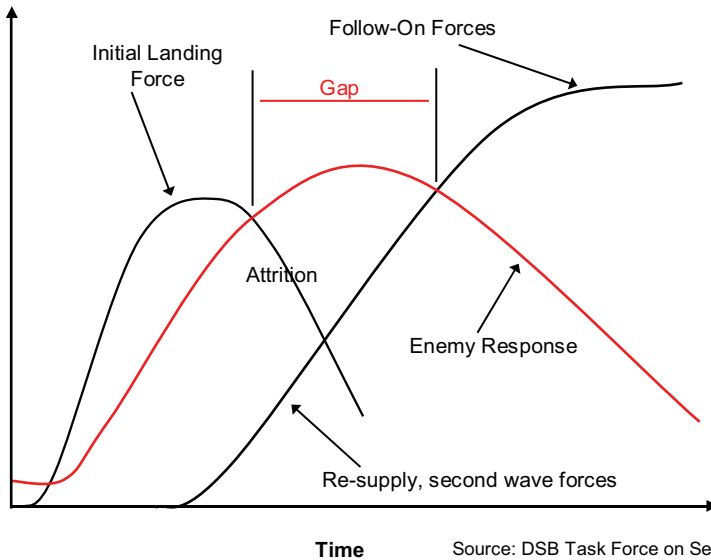 Follow-On Forces
Initial Landing
Force
Gap
Attrition
Enemy Response
Re-supply, second wave forces
Time
Source: DSB Task Force on Se